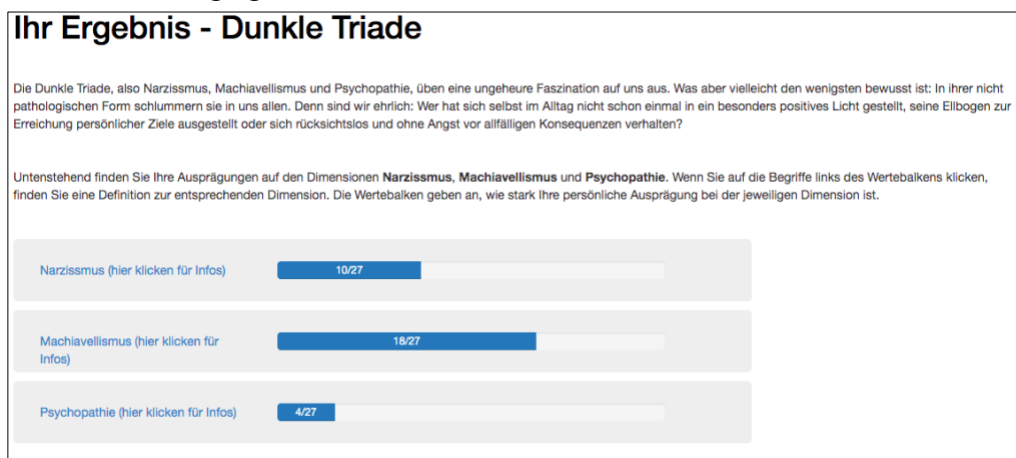 Ihr Ergebnis - Dunkle Triade
Die Dunkle Triade, also Narzissmus, Machiavellismus und Psychopathie, üben eine ungeheure Faszination auf uns aus. Was aber vielleicht den wenigsten bewusst ist: In ihrer nicht
pathologischen Form schlummern sie in uns allen. Denn sind wir ehrlich: Wer hat sich selbst im Alltag nicht schon einmal in ein besonders positives Licht gestellt, seine Ellbogen zur
Erreichung persönlicher Ziele ausgestellt oder sich rücksichtslos und ohne Angst vor allfälligen Konsequenzen verhalten?
Untenstehend finden Sie Ihre Ausprägungen auf den Dimensionen Narzissmus, Machiavellismus und Psychopathie. Wenn Sie auf die Begriffe links des Wertebalkens klicken,
finden Sie eine Definition zur entsprechenden Dimension. Die Wertebalken geben an, wie stark Ihre persönliche Ausprägung bei der jeweiligen Dimension ist.
Narzissmus (hier klicken für Infos) 10/27
Machiavellismus (hier klicken für 18/27
Infos)
Psychopathie (hier klicken für Infos) 4/27